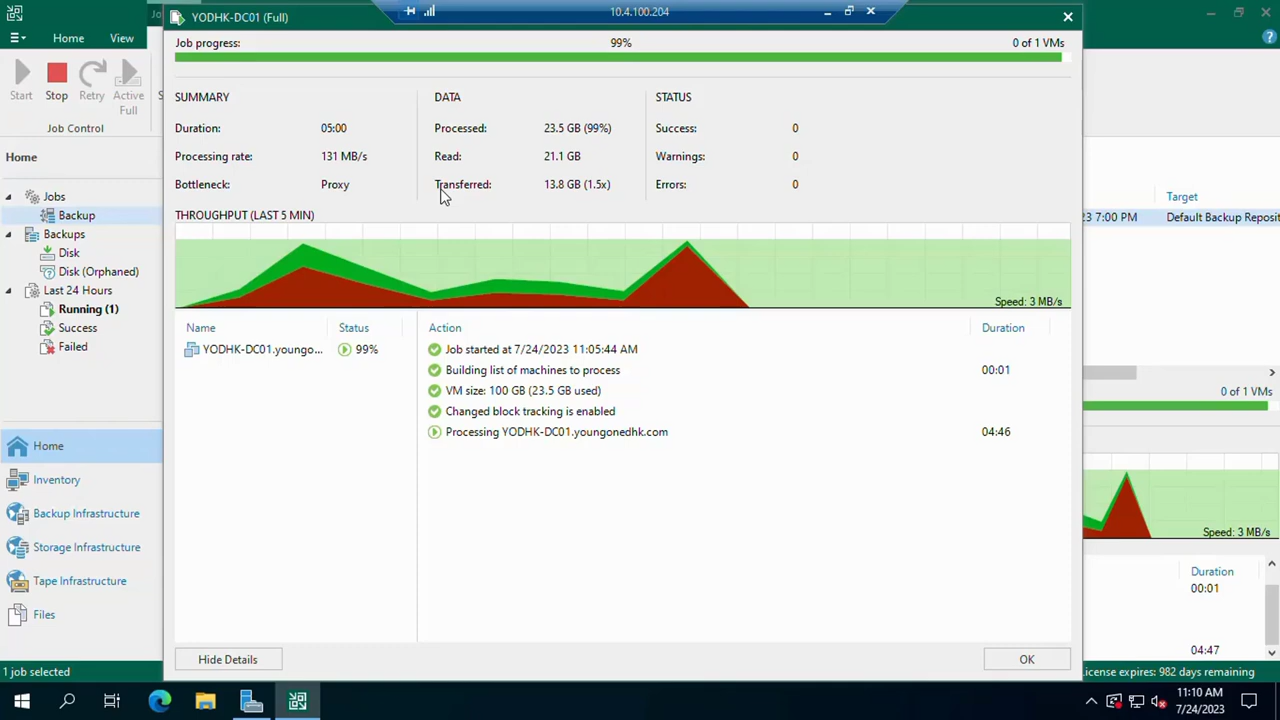 YODHK-DC01 (Full)
10.4.100.204
Home
View
Job progress:
99%
0 of 1 VMs
Start
Stop
Retry
Active
Full
Job Control
SUMMARY
Duration:
05:00
Processing rate:
131 MB/s
Bottleneck:
Proxy
DATA
Processed:
23.5 GB (99%)
Read:
21.1 GB
Transferred:
13.8 GB (1.5x)
STATUS
Success:
0
Warnings:
0
Errors:
0
THROUGHPUT (LAST 5 MIN)
Speed: 3 MB/s
Name
Status
Action
Duration
YODHK-DC01.youngo...
99%
Job started at 7/24/2023 11:05:44 AM
Building list of machines to process
00:01
VM size: 100 GB (23.5 GB used)
Changed block tracking is enabled
Processing YODHK-DC01.youngonedhk.com
04:46
Hide Details
OK
Home
Jobs
Backup
Backups
Disk
Disk (Orphaned)
Last 24 Hours
Running (1)
Success
Failed
Home
Inventory
Backup Infrastructure
Storage Infrastructure
Tape Infrastructure
Files
Target
7:00 PM
Default Backup Reposit
0 of 1 VMs
Speed: 3 MB/s
Duration
00:01
04:47
1 job selected
icense expires: 982 days remaining
11:10 AM
7/24/2023